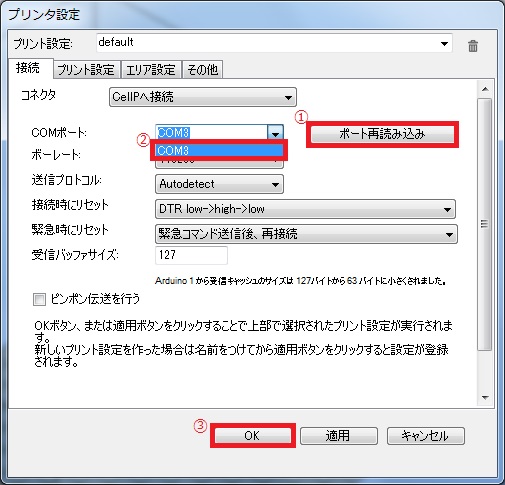 プリンタ設定
プリント設定: default
接続 プリント設定 エリア設定 その他
コネクタ CellPへ接続
①
COMポート: COM3 ポート再読み込み
② COM3
ボーレート:
送信プロトコル: Autodetect
接続時にリセット DTR low->high->low
緊急時にリセット 緊急コマンド送信後、再接続
受信バッファサイズ: 127
Arduino 1 から受信キャッシュのサイズは 127バイトから 63 バイトに小さくされました。
ピンポン伝送を行う
OKボタン、または適用ボタンをクリックすることで上部で選択されたプリント設定が実行されま
す。
新しいプリント設定を作った場合は名前をつけてから適用ボタンをクリックすると設定が登録さ
れます。
③
OK 適用 キャンセル